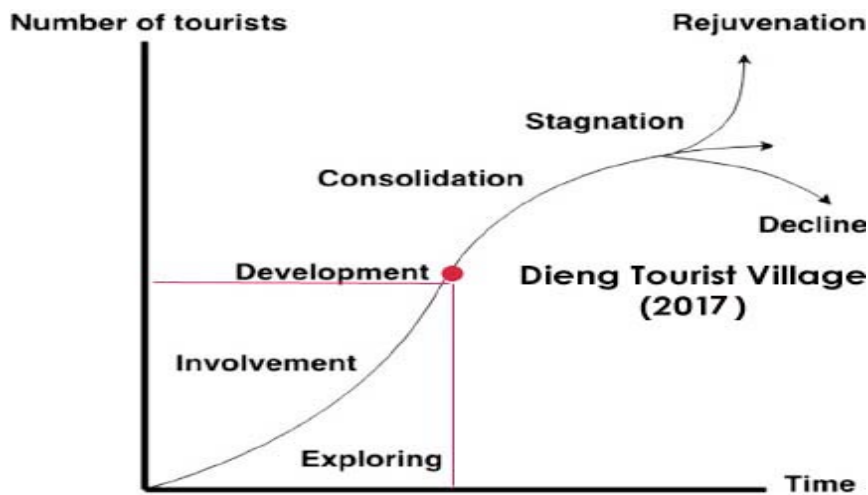 Number of tourists
Rejuvenation
Stagnation
Consolidation
Decline
Development
Dieng Tourist Village
(2017)
Involvement
Exploring
Time